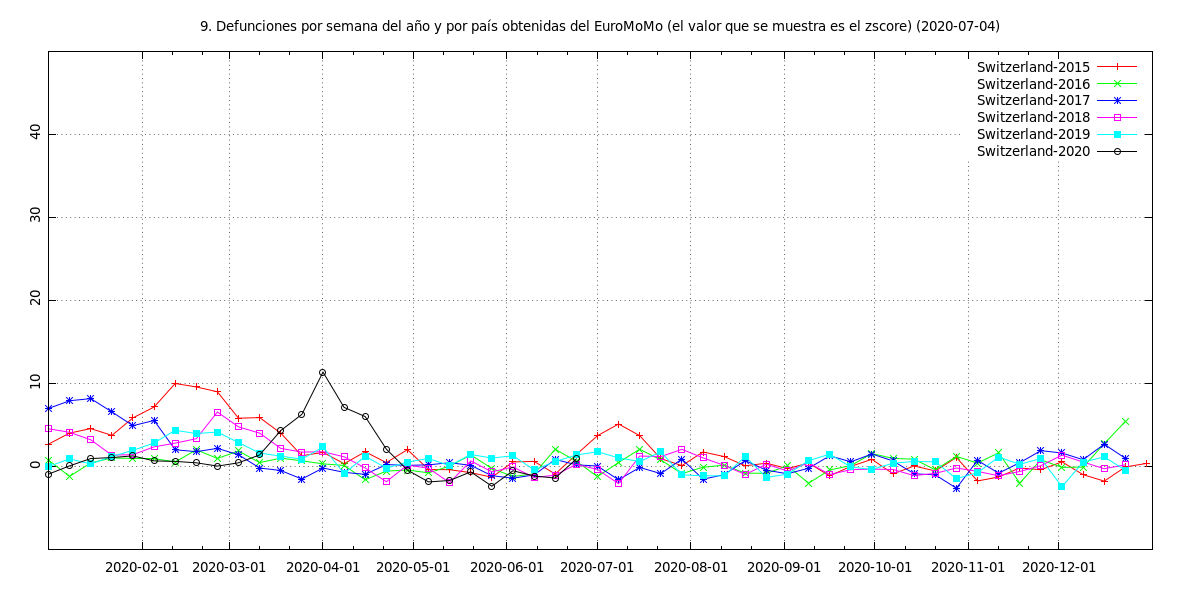 9. Defunciones por semana del año y por país obtenidas del EuroMoMo (el valor que se muestra es el zscore) (2020-07-04)
Switzerland-2015
Switzerland-2016
Switzerland-2017
Switzerland-2018
Switzerland-2019
Switzerland-2020
40
30
20
10
0
2020-02-01 2020-03-01 2020-04-01 2020-05-01 2020-06-01 2020-07-01 2020-08-01 2020-09-01 2020-10-01 2020-11-01 2020-12-01